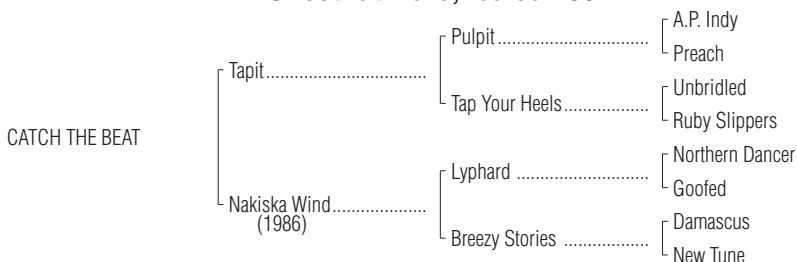 A.P. Indy
Pulpit
Preach
Tapit
Unbridled
Tap Your Heels
Ruby Slippers
CATCH THE BEAT
Northern Dancer
Lyphard
Goofed
Nakiska Wind
(1986)
Damascus
Breezy Stories
New Tune